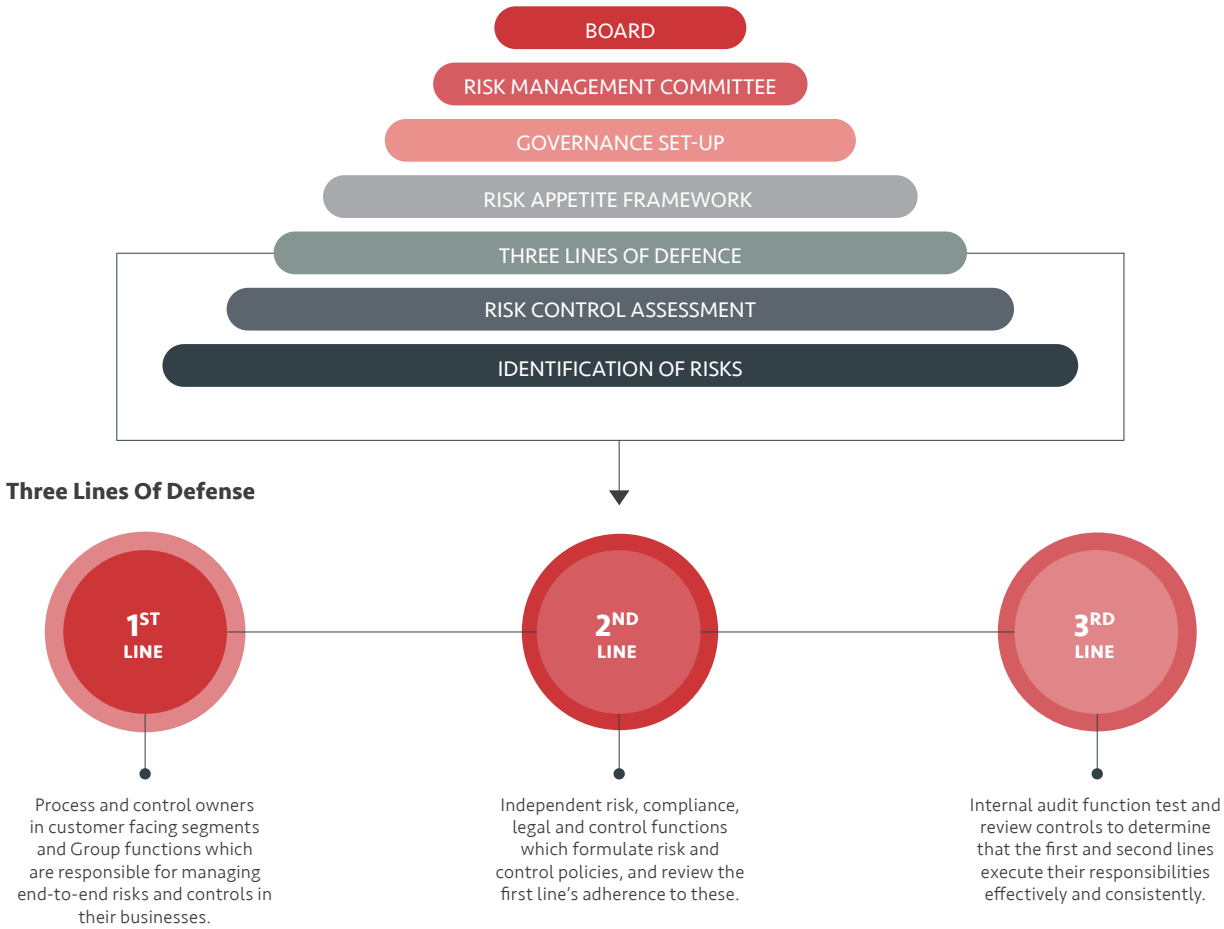 BOARD
RISK MANAGEMENT COMMITTEE
GOVERNANCE SET-UP
RISK APPETITE FRAMEWORK
THREE LINES OF DEFENCE
RISK CONTROL ASSESSMENT
IDENTIFICATION OF RISKS
Three Lines Of Defense
1ST
LINE
2ND
LINE
3RD
LINE
Process and control owners
in customer facing segments
and Group functions which
are responsible for managing
end-to-end risks and controls in
their businesses.
Independent risk, compliance,
legal and control functions
which formulate risk and
control policies, and review the
first line's adherence to these.
Internal audit function test and
review controls to determine
that the first and second lines
execute their responsibilities
effectively and consistently.